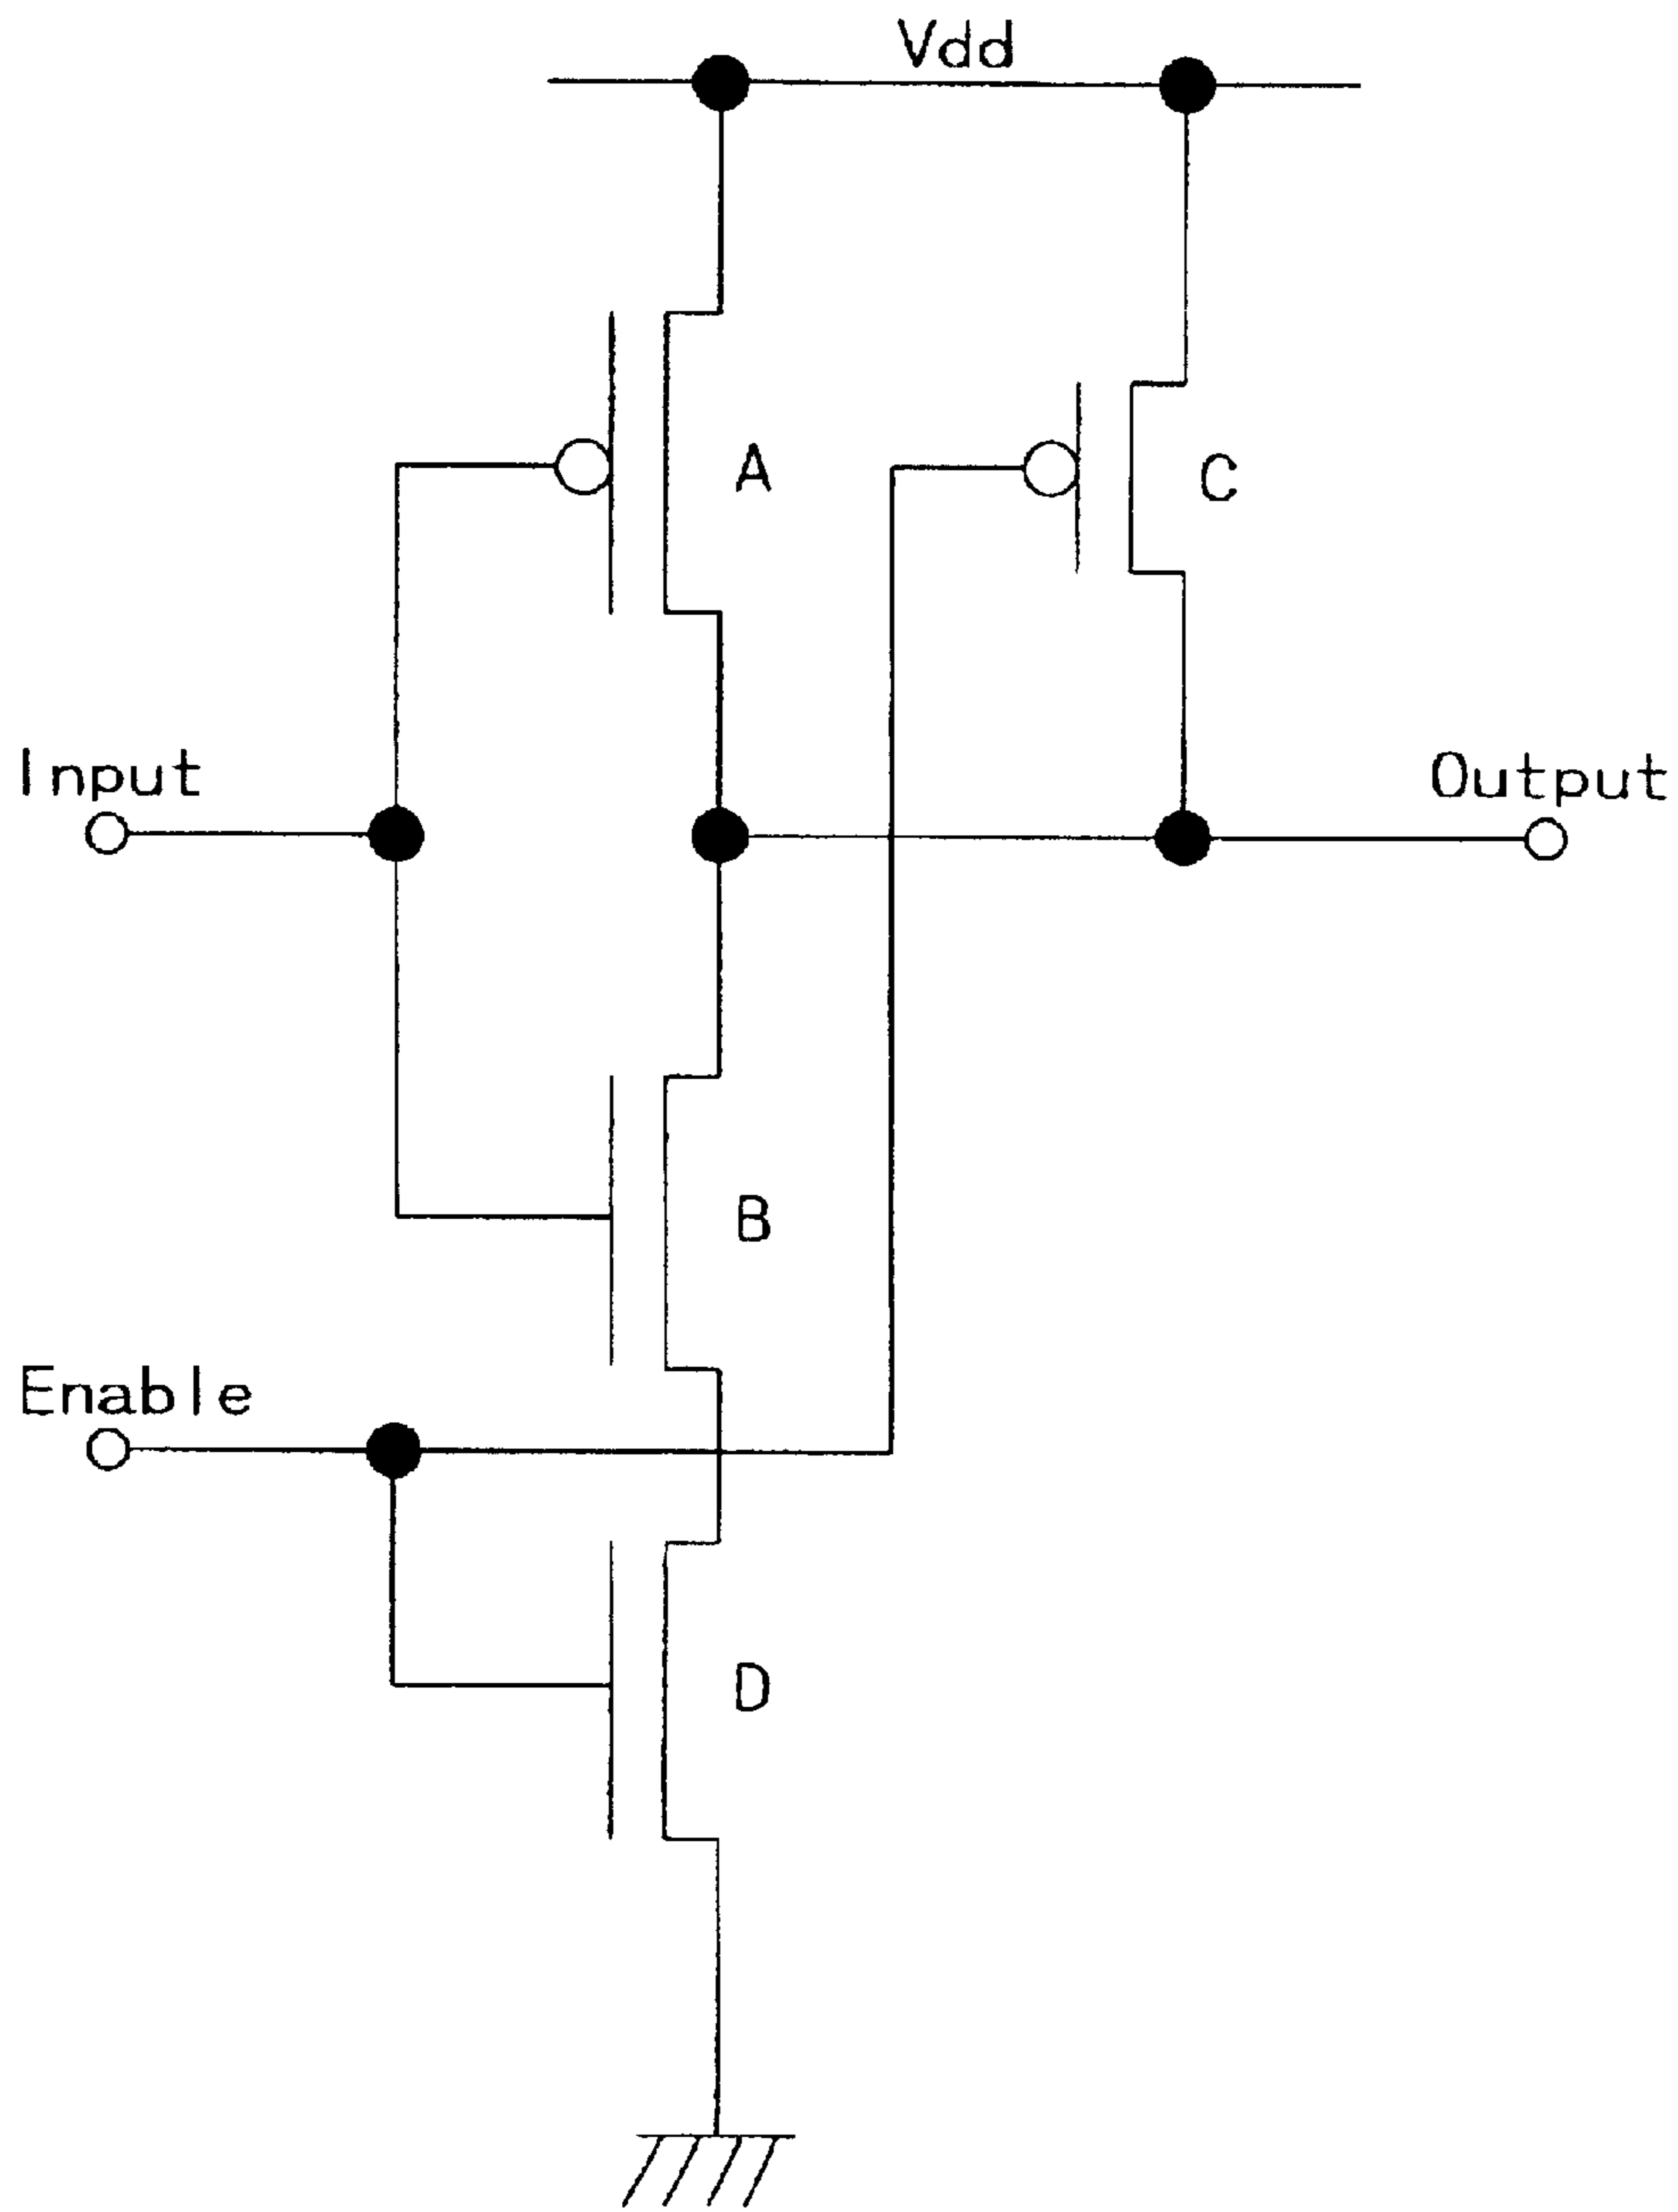 Vdd
A
C
Input
Output
B
Enable
D